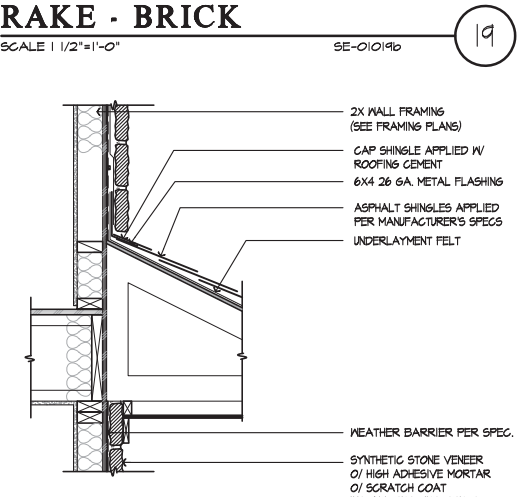 RAKE - BRICK
19
SCALE 1 1/2"=1'-0"
SE-01019b
2X WALL FRAMING
(SEE FRAMING PLANS)
CAP SHINGLE APPLIED W/
ROOFING CEMENT
6X4 26 GA. METAL FLASHING
ASPHALT SHINGLES APPLIED
PER MANUFACTURER'S SPECS
UNDERLAYMENT FELT
WEATHER BARRIER PER SPEC.
SYNTHETIC STONE VENEER
O/ HIGH ADHESIVE MORTAR
O/ SCRATCH COAT